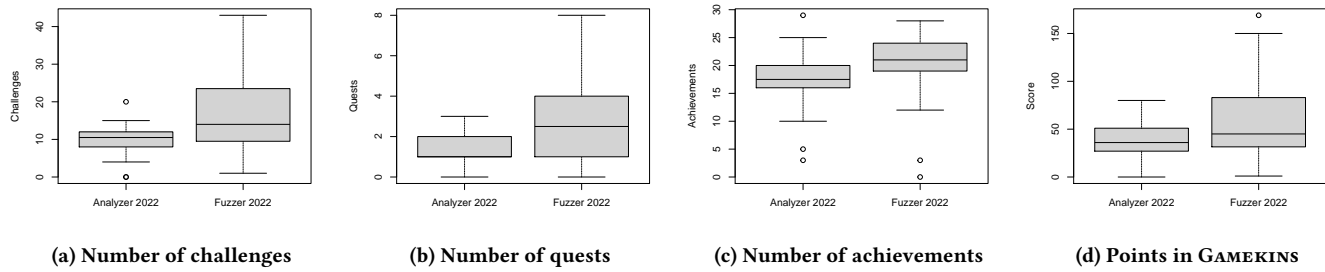 Challenges
0
10
20
30
40
Analyzer 2022
Fuzzer 2022
(a) Number of challenges
Quests
0
2
4
6
8
Analyzer 2022
Fuzzer 2022
(b) Number of quests
Achievements
0
5
10
15
20
25
30
Analyzer 2022
Fuzzer 2022
(c) Number of achievements
Score
0
50
100
150
Analyzer 2022
Fuzzer 2022
(d) Points in GAMEKINS